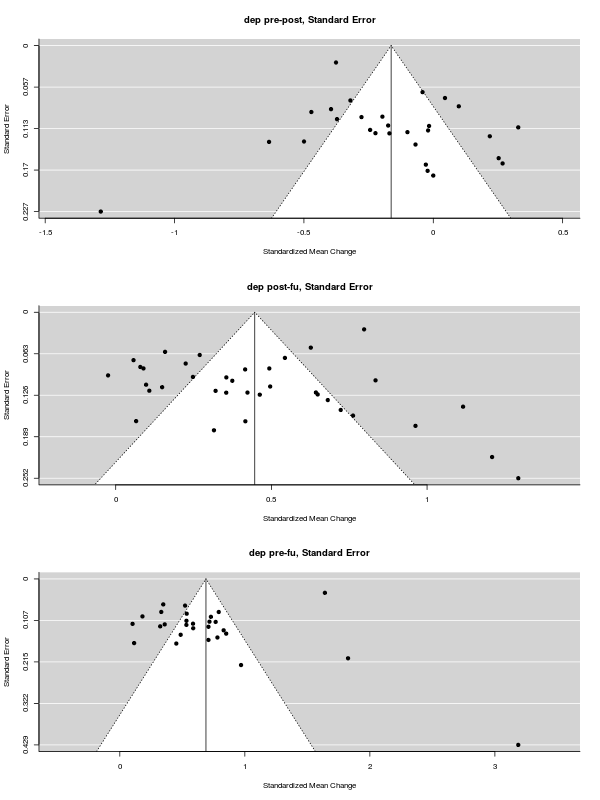 dep pre-post, Standard Error
0
0.057
0.113
0.17
0.227
Standard Error
-1.5 -1 -0.5 0 0.5
Standardized Mean Change
dep post-fu, Standard Error
0
0.063
0.126
0.189
0.252
Standard Error
0 0.5 1
Standardized Mean Change
dep pre-fu, Standard Error
0
0.107
0.215
0.322
0.429
Standard Error
0 1 2 3
Standardized Mean Change